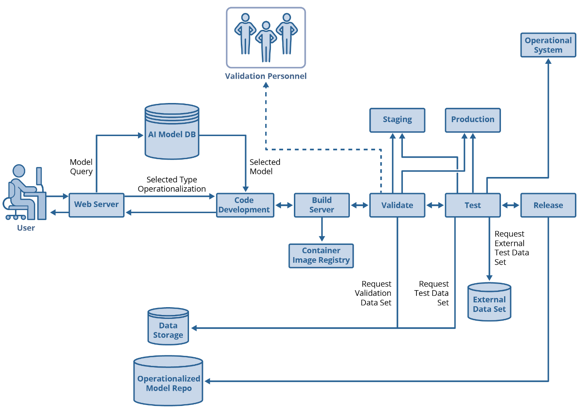 Operational
System
Validation Personnel
Staging
Production
AI Model DB
Model
Query
Selected
Model
Selected Type
Operationalization
User
Web Server
Code
Development
Build
Server
Validate
Test
Release
Container
Image Registry
Request
Validation
Data Set
Request
Test Data
Set
Request
External
Test Data
Set
External
Data Set
Data
Storage
Operationalized
Model Repo